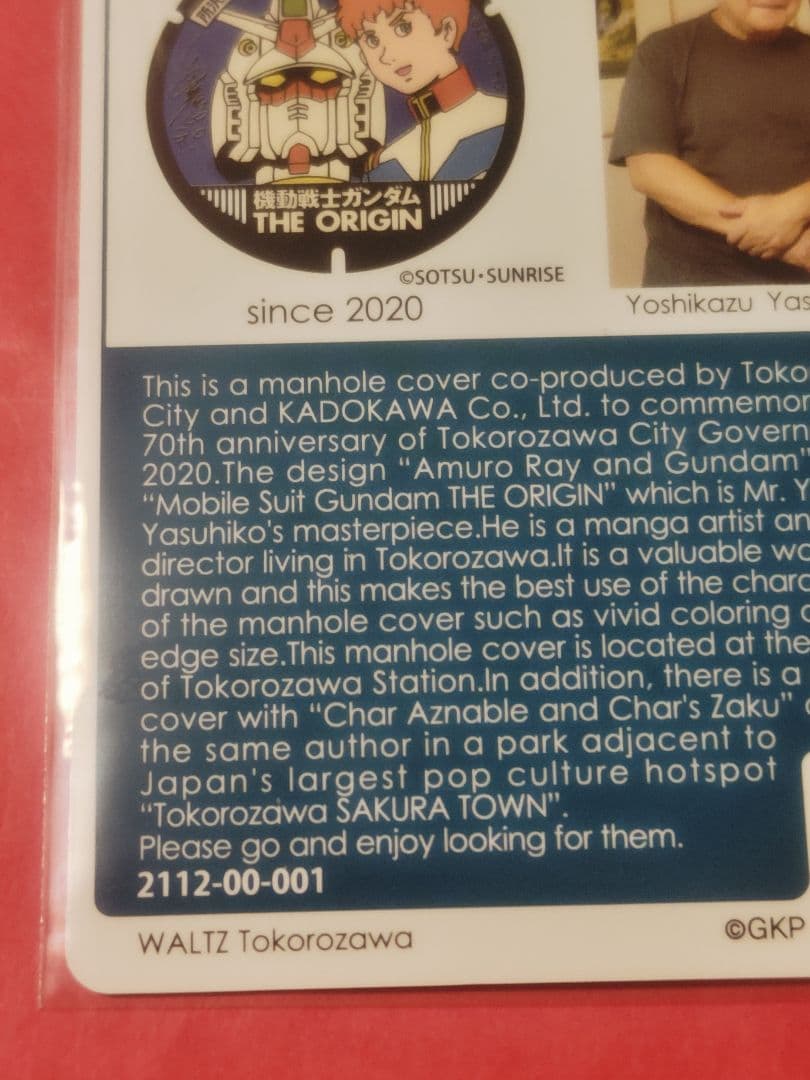 機動戦士ガンダム
THE ORIGIN
©SOTSU・SUNRISE
since 2020
Yoshikazu Yas
This is a manhole cover co-produced by Toko
City and KADOKAWA Co., Ltd. to commemor
70th anniversary of Tokorozawa City Govern
2020.The design “Amuro Ray and Gundam”
“Mobile Suit Gundam THE ORIGIN” which is Mr. Y
Yasuhiko's masterpiece.He is a manga artist an
director living in Tokorozawa.It is a valuable wo
drawn and this makes the best use of the chara
of the manhole cover such as vivid coloring
edge size.This manhole cover is located at the
of Tokorozawa Station.In addition, there is a
cover with “Char Aznable and Char's Zaku”
the same author in a park adjacent to
Japan's largest pop culture hotspot
“Tokorozawa SAKURA TOWN”.
Please go and enjoy looking for them.
2112-00-001
WALTZ Tokorozawa
©GKP